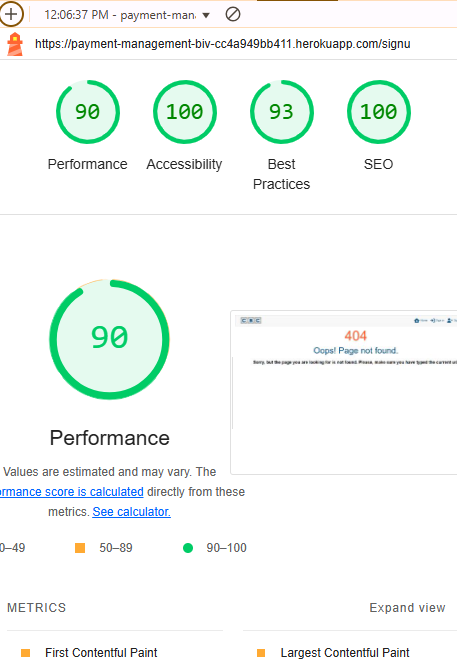 12:06:37 PM - payment-man
https://payment-management-biv-cc4a949bb411.herokuapp.com/signu
90 100 93 100
Performance Accessibility Best Practices SEO
90
404
Oops! Page not found.
Sorry, but the page you are looking for is not found. Please, make sure you have typed the current u
Performance
Values are estimated and may vary. The
ormance score is calculated directly from these
metrics. See calculator.
0–49 50–89 90–100
METRICS Expand view
First Contentful Paint Largest Contentful Paint